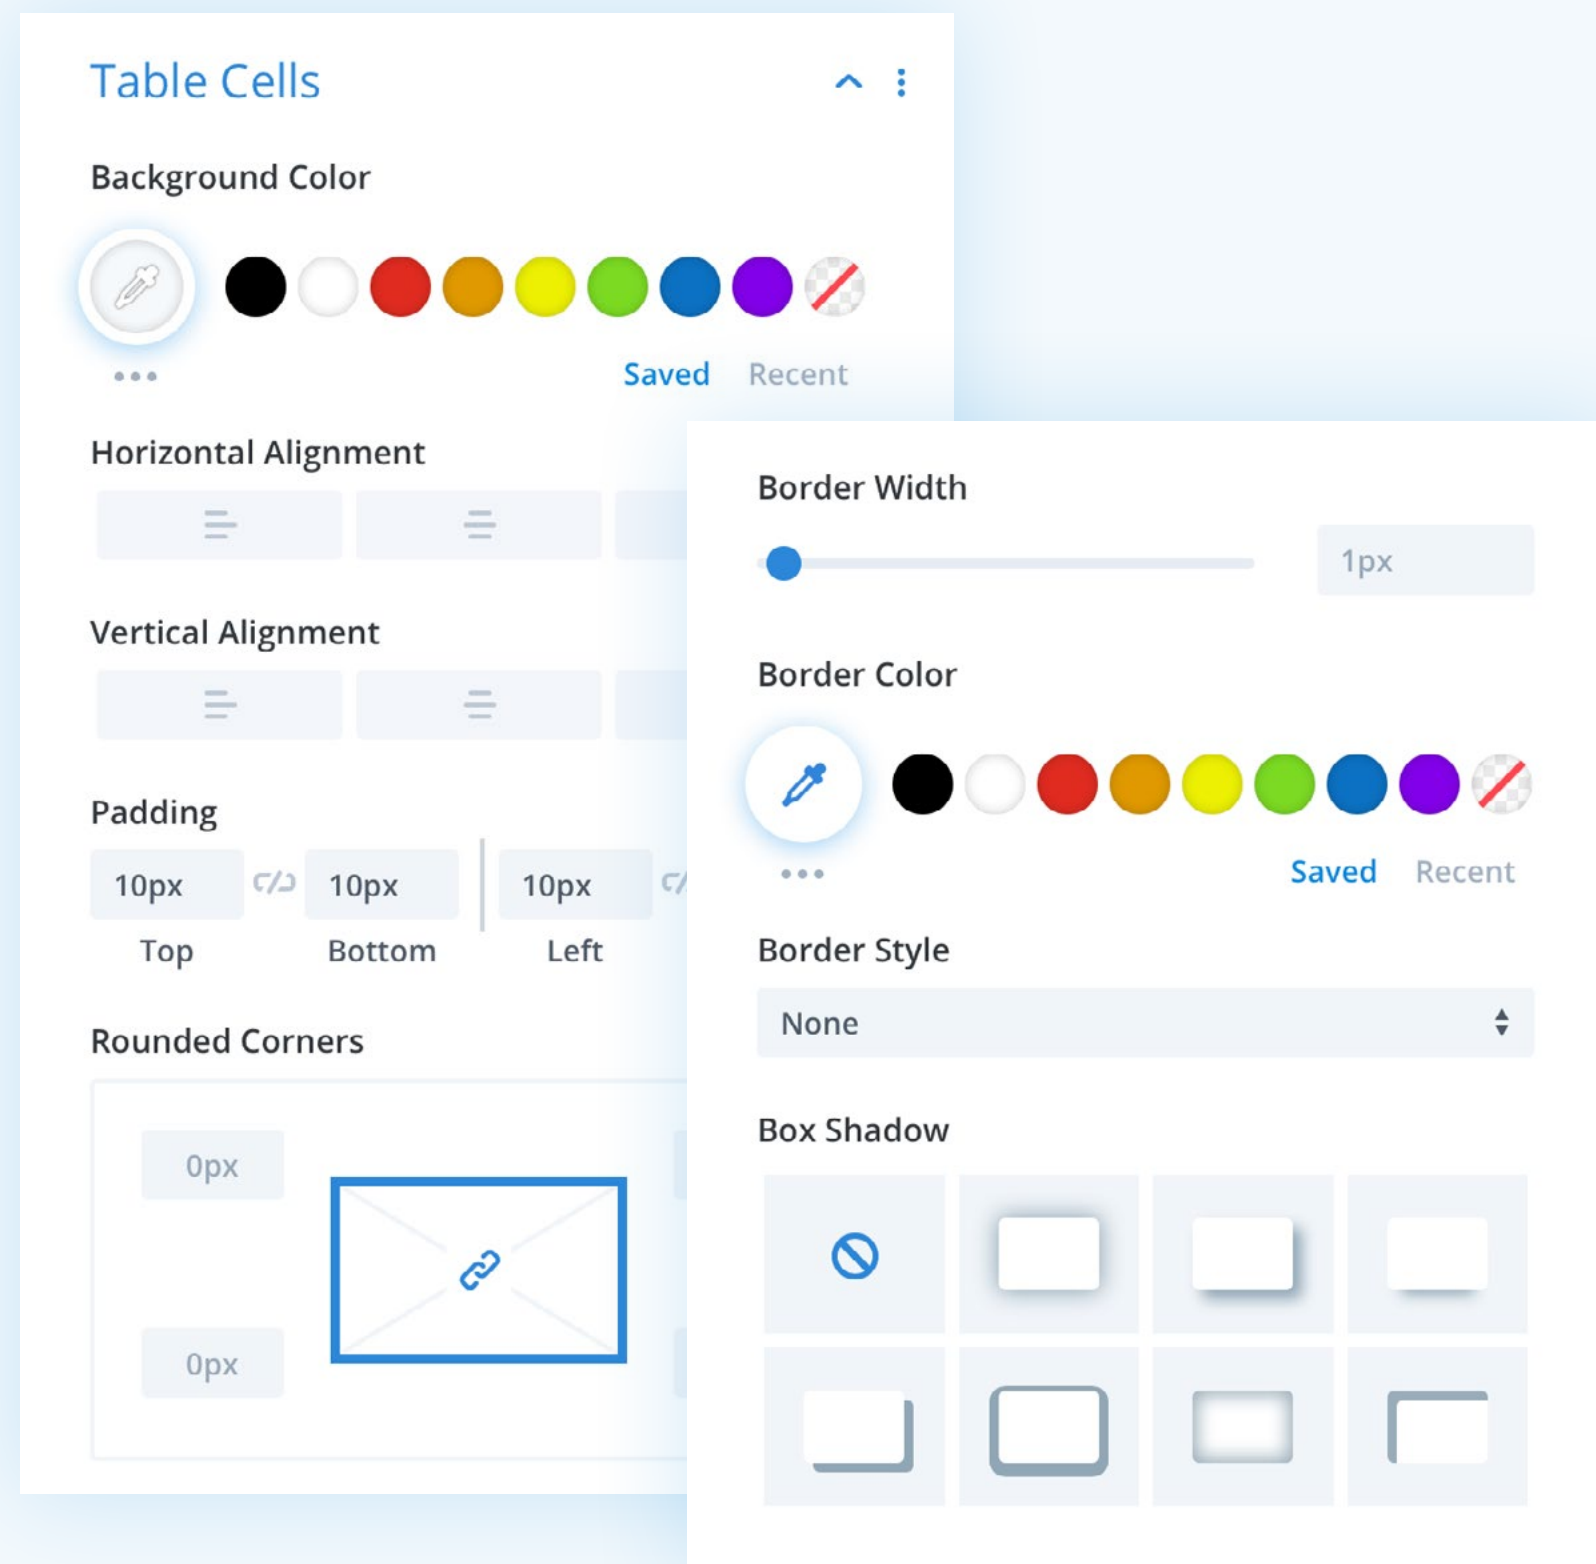 Table Cells
Background Color
Saved Recent
Horizontal Alignment
Vertical Alignment
Padding
10px 10px 10px
Top Bottom Left
Rounded Corners
0px
0px
Border Width
1px
Border Color
Saved Recent
Border Style
None
Box Shadow